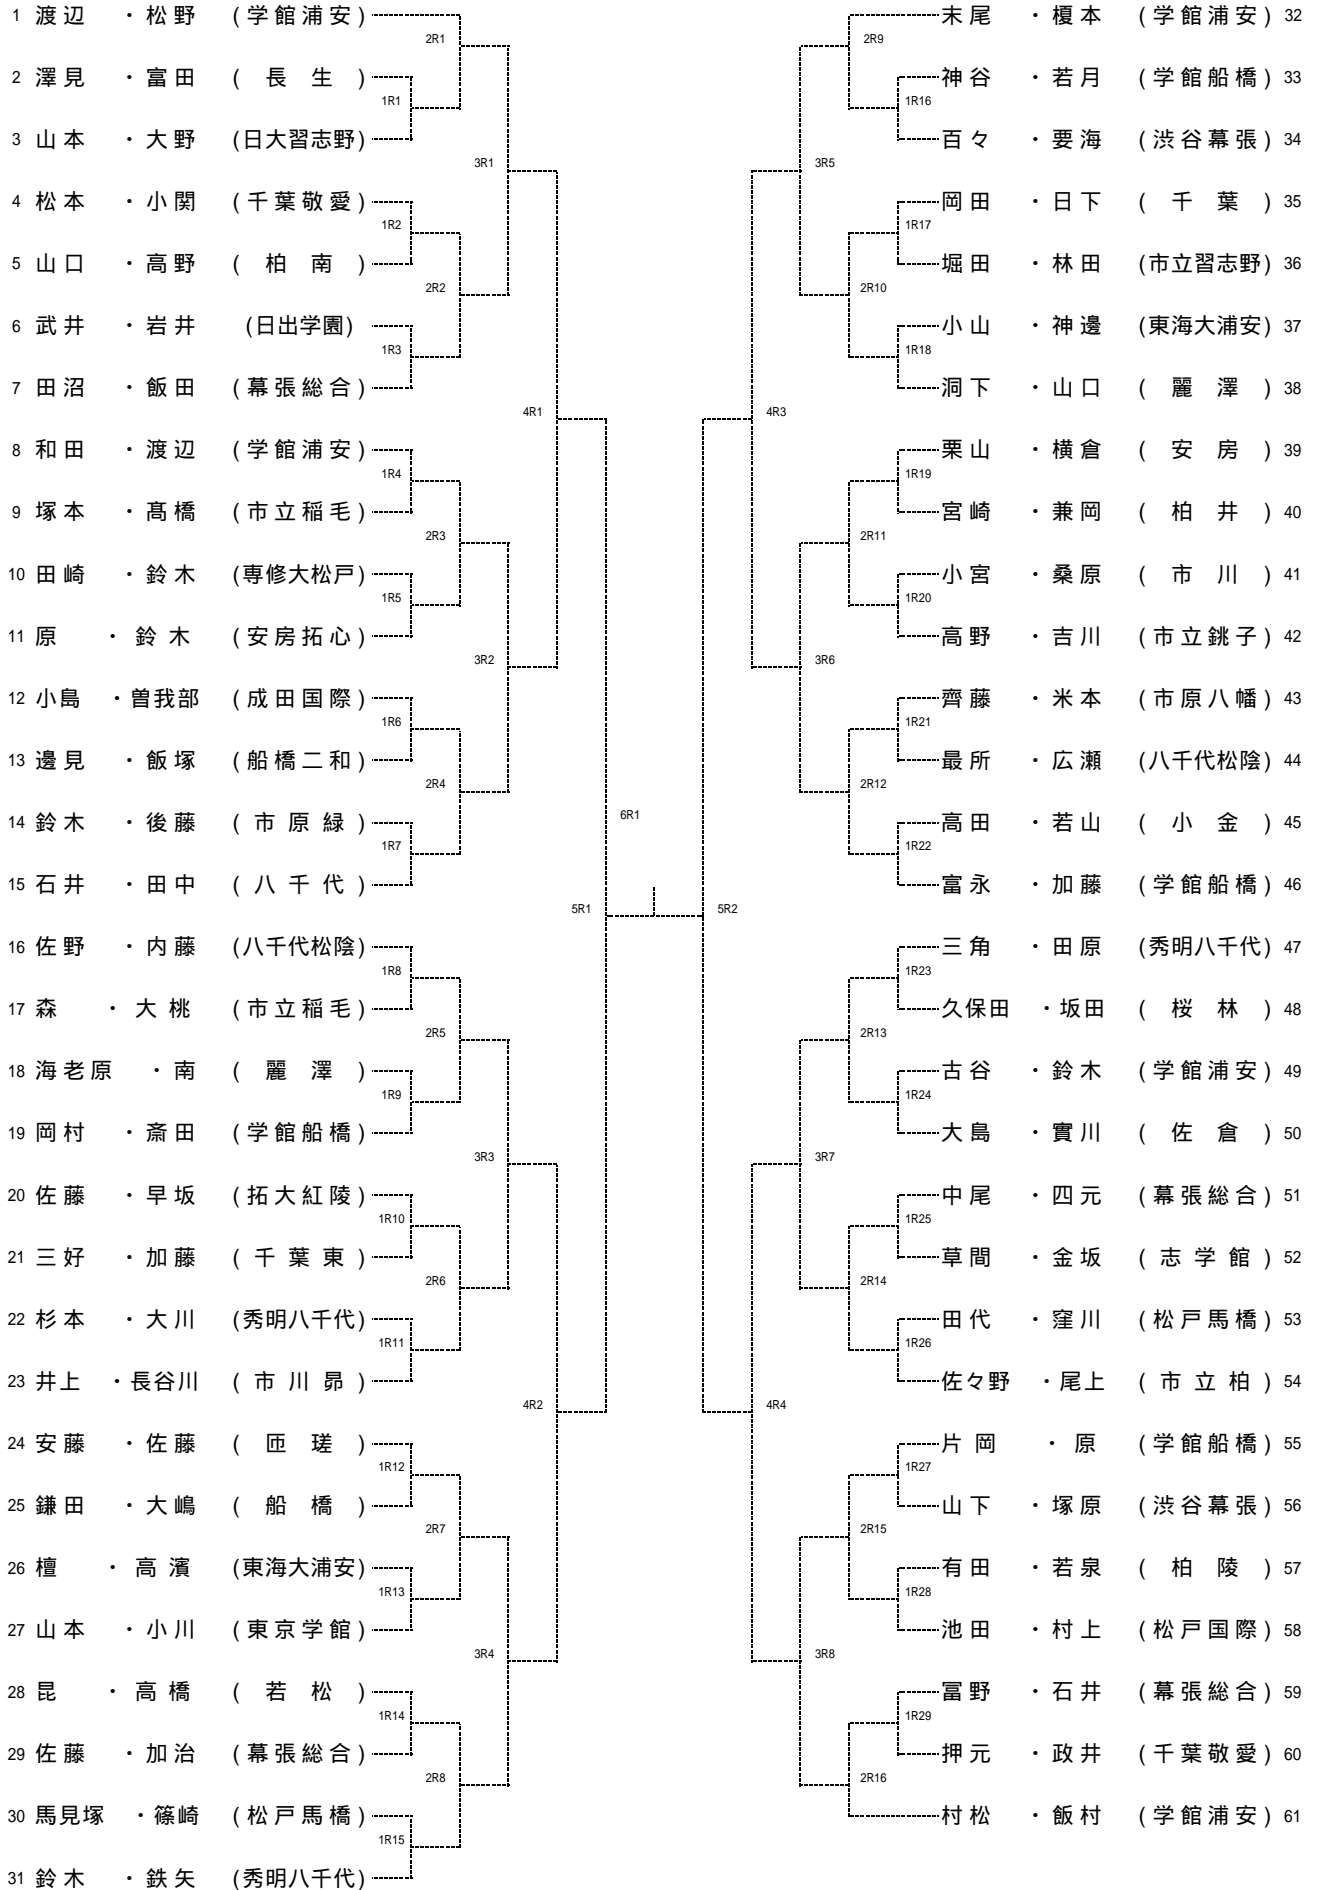 1 渡辺 ・松野 (学館浦安)
2R1
2 澤見 ・富田 ( 長 生 )
1R1
3 山本 ・大野 (日大習志野)
3R1
4 松本 ・小関 (千葉敬愛)
1R2
5 山口 ・高野 ( 柏 南 )
2R2
6 武井 ・岩井 (日出学園)
1R3
7 田沼 ・飯田 (幕張総合)
4R1
8 和田 ・渡辺 (学館浦安)
1R4
9 塚本 ・髙橋 (市立稲毛)
2R3
10 田崎 ・鈴木 (専修大松戸)
1R5
11 原 ・鈴木 (安房拓心)
3R2
12 小島 ・曽我部 (成田国際)
1R6
13 邊見 ・飯塚 (船橋二和)
2R4
14 鈴木 ・後藤 (市原緑)
6R1
1R7
15 石井 ・田中 (八千代)
5R1
16 佐野 ・内藤 (八千代松陰)
1R8
17 森 ・大桃 (市立稲毛)
2R5
18 海老原 ・南 ( 麗 澤 )
1R9
19 岡村 ・斎田 (学館船橋)
3R3
20 佐藤 ・早坂 (拓大紅陵)
1R10
21 三好 ・加藤 (千葉東)
2R6
22 杉本 ・大川 (秀明八千代)
1R11
23 井上 ・長谷川 (市川昴)
4R2
24 安藤 ・佐藤 ( 匝 瑳 )
1R12
25 鎌田 ・大嶋 ( 船 橋 )
2R7
26 檀 ・高濱 (東海大浦安)
1R13
27 山本 ・小川 (東京学館)
3R4
28 昆 ・高橋 ( 若 松 )
1R14
29 佐藤 ・加治 (幕張総合)
2R8
30 馬見塚 ・篠崎 (松戸馬橋)
1R15
31 鈴木 ・鉄矢 (秀明八千代)
末尾 ・榎本 (学館浦安) 32
2R9
神谷 ・若月 (学館船橋) 33
1R16
百々 ・要海 (渋谷幕張) 34
3R5
岡田 ・日下 ( 千 葉 ) 35
1R17
堀田 ・林田 (市立習志野) 36
2R10
小山 ・神邊 (東海大浦安) 37
1R18
洞下 ・山口 ( 麗 澤 ) 38
4R3
栗山 ・横倉 ( 安 房 ) 39
1R19
宮崎 ・兼岡 ( 柏 井 ) 40
2R11
小宮 ・桑原 ( 市 川 ) 41
1R20
高野 ・吉川 (市立銚子) 42
3R6
齊藤 ・米本 (市原八幡) 43
1R21
最所 ・広瀬 (八千代松陰) 44
2R12
高田 ・若山 ( 小 金 ) 45
1R22
富永 ・加藤 (学館船橋) 46
5R2
三角 ・田原 (秀明八千代) 47
1R23
久保田 ・坂田 ( 桜 林 ) 48
2R13
古谷 ・鈴木 (学館浦安) 49
1R24
大島 ・實川 ( 佐 倉 ) 50
3R7
中尾 ・四元 (幕張総合) 51
1R25
草間 ・金坂 (志学館) 52
2R14
田代 ・窪川 (松戸馬橋) 53
1R26
佐々野 ・尾上 (市立柏) 54
4R4
片岡 ・原 (学館船橋) 55
1R27
山下 ・塚原 (渋谷幕張) 56
2R15
有田 ・若泉 ( 柏 陵 ) 57
1R28
池田 ・村上 (松戸国際) 58
3R8
冨野 ・石井 (幕張総合) 59
1R29
押元 ・政井 (千葉敬愛) 60
2R16
村松 ・飯村 (学館浦安) 61